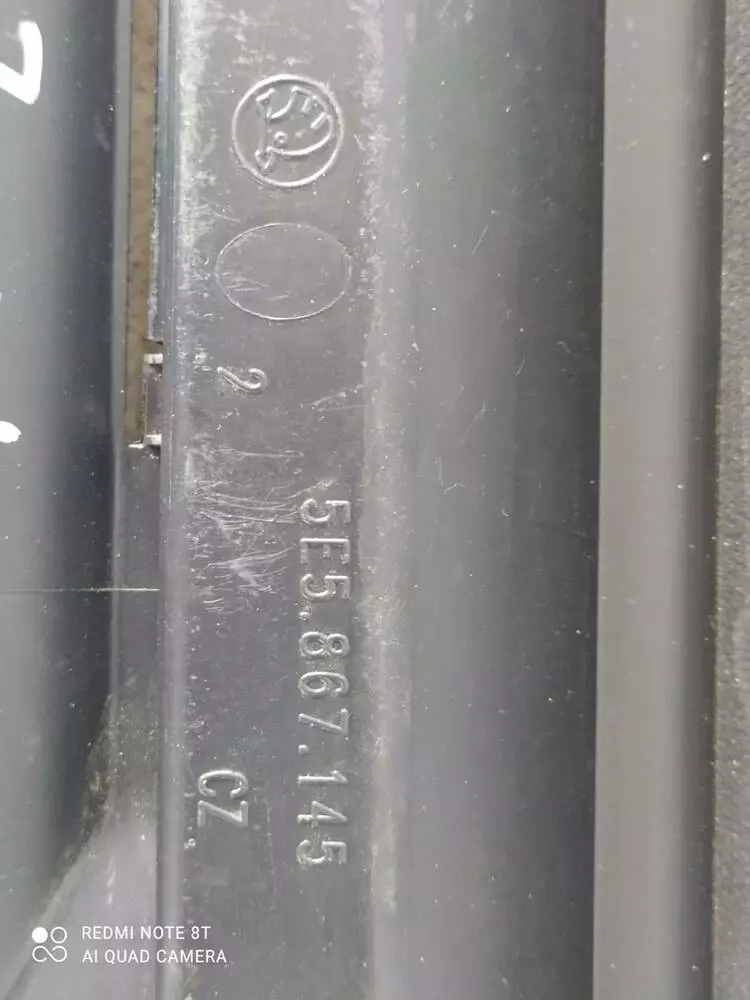 2
5E5.867.145
CZ
REDMI NOTE 8T
AI QUAD CAMERA